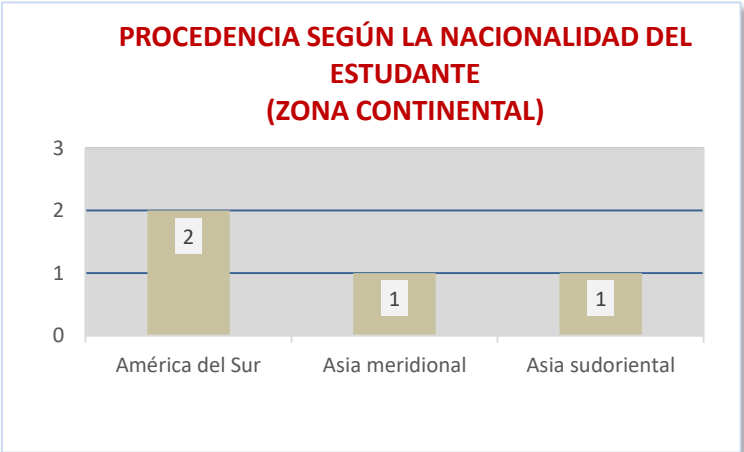 PROCEDENCIA SEGÚN LA NACIONALIDAD DEL
ESTUDANTE
(ZONA CONTINENTAL)
3
2
1
0
2
1
1
América del Sur
Asia meridional
Asia sudoriental